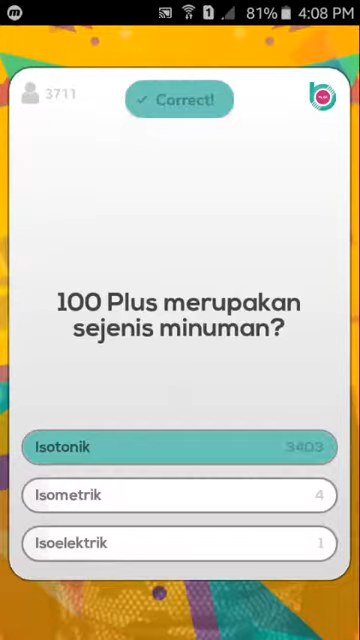 81% 4:08 PM
3711
✓ Correct!
100 Plus merupakan
sejenis minuman?
Isotonik 3403
Isometrik 4
Isoelektrik 1